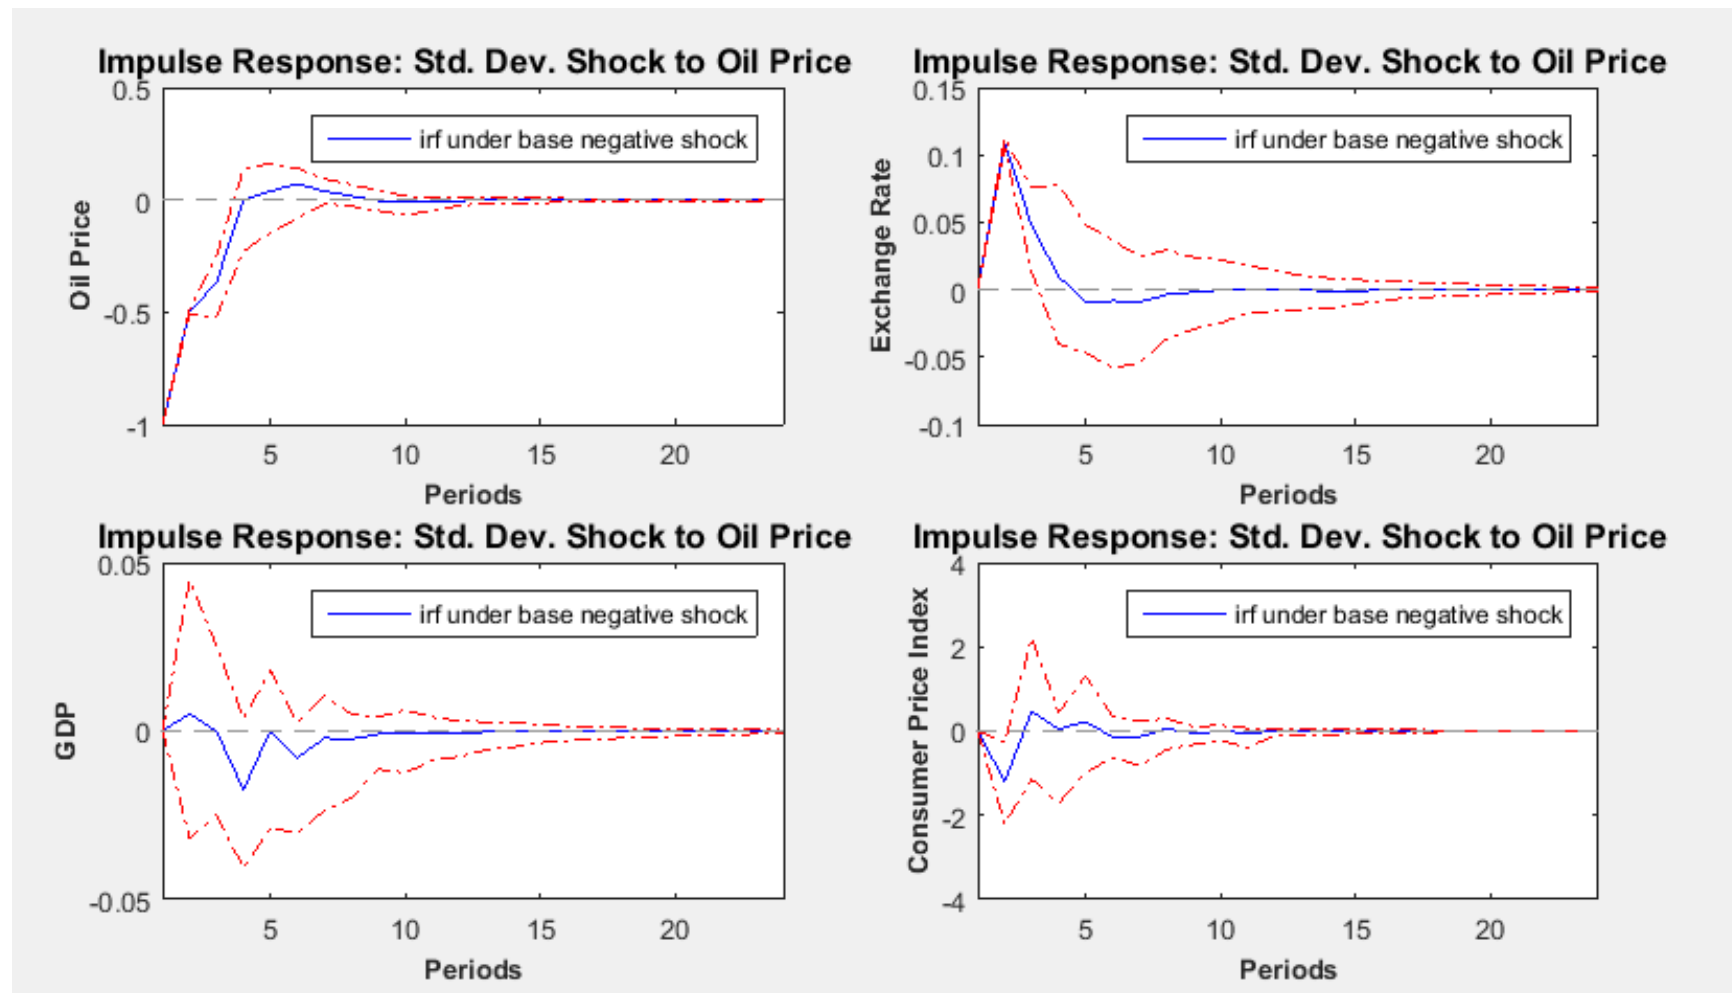 Impulse Response: Std. Dev. Shock to Oil Price
0.5
0
-0.5
-1
Oil Price
irf under base negative shock
5 10 15 20
Periods
Impulse Response: Std. Dev. Shock to Oil Price
0.15
0.1
0.05
0
-0.05
-0.1
Exchange Rate
irf under base negative shock
5 10 15 20
Periods
Impulse Response: Std. Dev. Shock to Oil Price
0.05
0
-0.05
GDP
irf under base negative shock
5 10 15 20
Periods
Impulse Response: Std. Dev. Shock to Oil Price
4
2
0
-2
-4
Consumer Price Index
irf under base negative shock
5 10 15 20
Periods